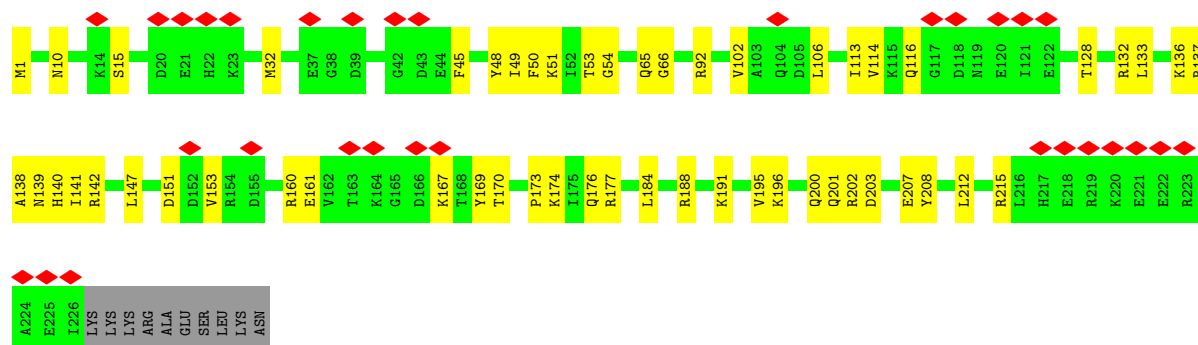 M1 N10 K14 S15 D20 E21 H22 K23 M32 E37 G38 D39 G42 D43 E44 F45 Y48 I49 F50 K51 I52 T53 G54 Q65 G66 R92 V102 A103 Q104 D105 L106 I113 V114 K115 Q116 G117 D118 N119 E120 I121 E122 T128 R132 L133 K136
A138 N139 H140 I141 R142 L147 D151 D152 V153 R154 D155 R160 E161 V162 T163 K164 G165 D166 K167 T168 Y169 T170 P173 K174 I175 Q176 R177 L184 R188 K191 V195 K196 Q200 Q201 R202 D203 E207 Y208 L212 R215 L216 H217 E218 R219 K220 E221 E222 R223
A224 E225 I226 LYS LYS LYS ARG ALA GLU SER LEU LYS ASN